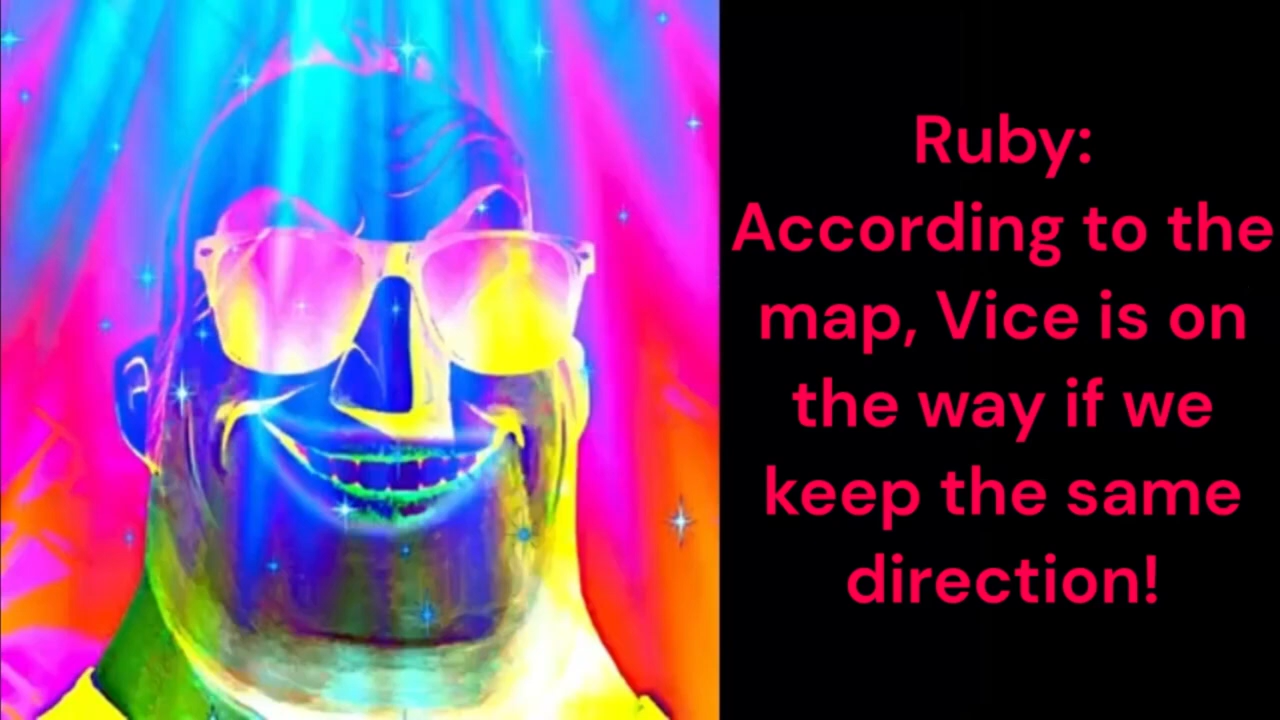 Ruby:
According to the
map, Vice is on
the way if we
keep the same
direction!